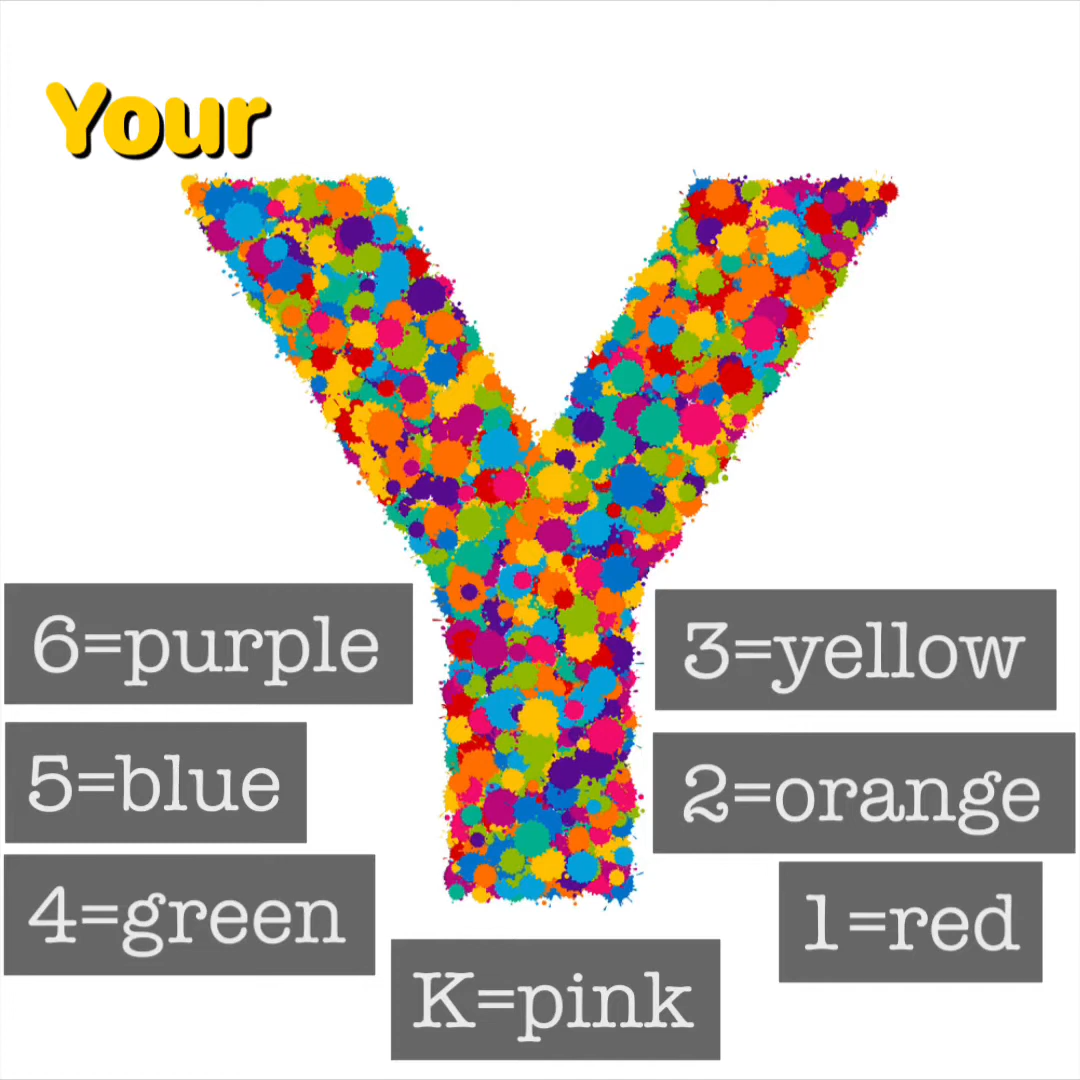 Your
Y
6=purple
3=yellow
5=blue
2=orange
4=green
1=red
K=pink